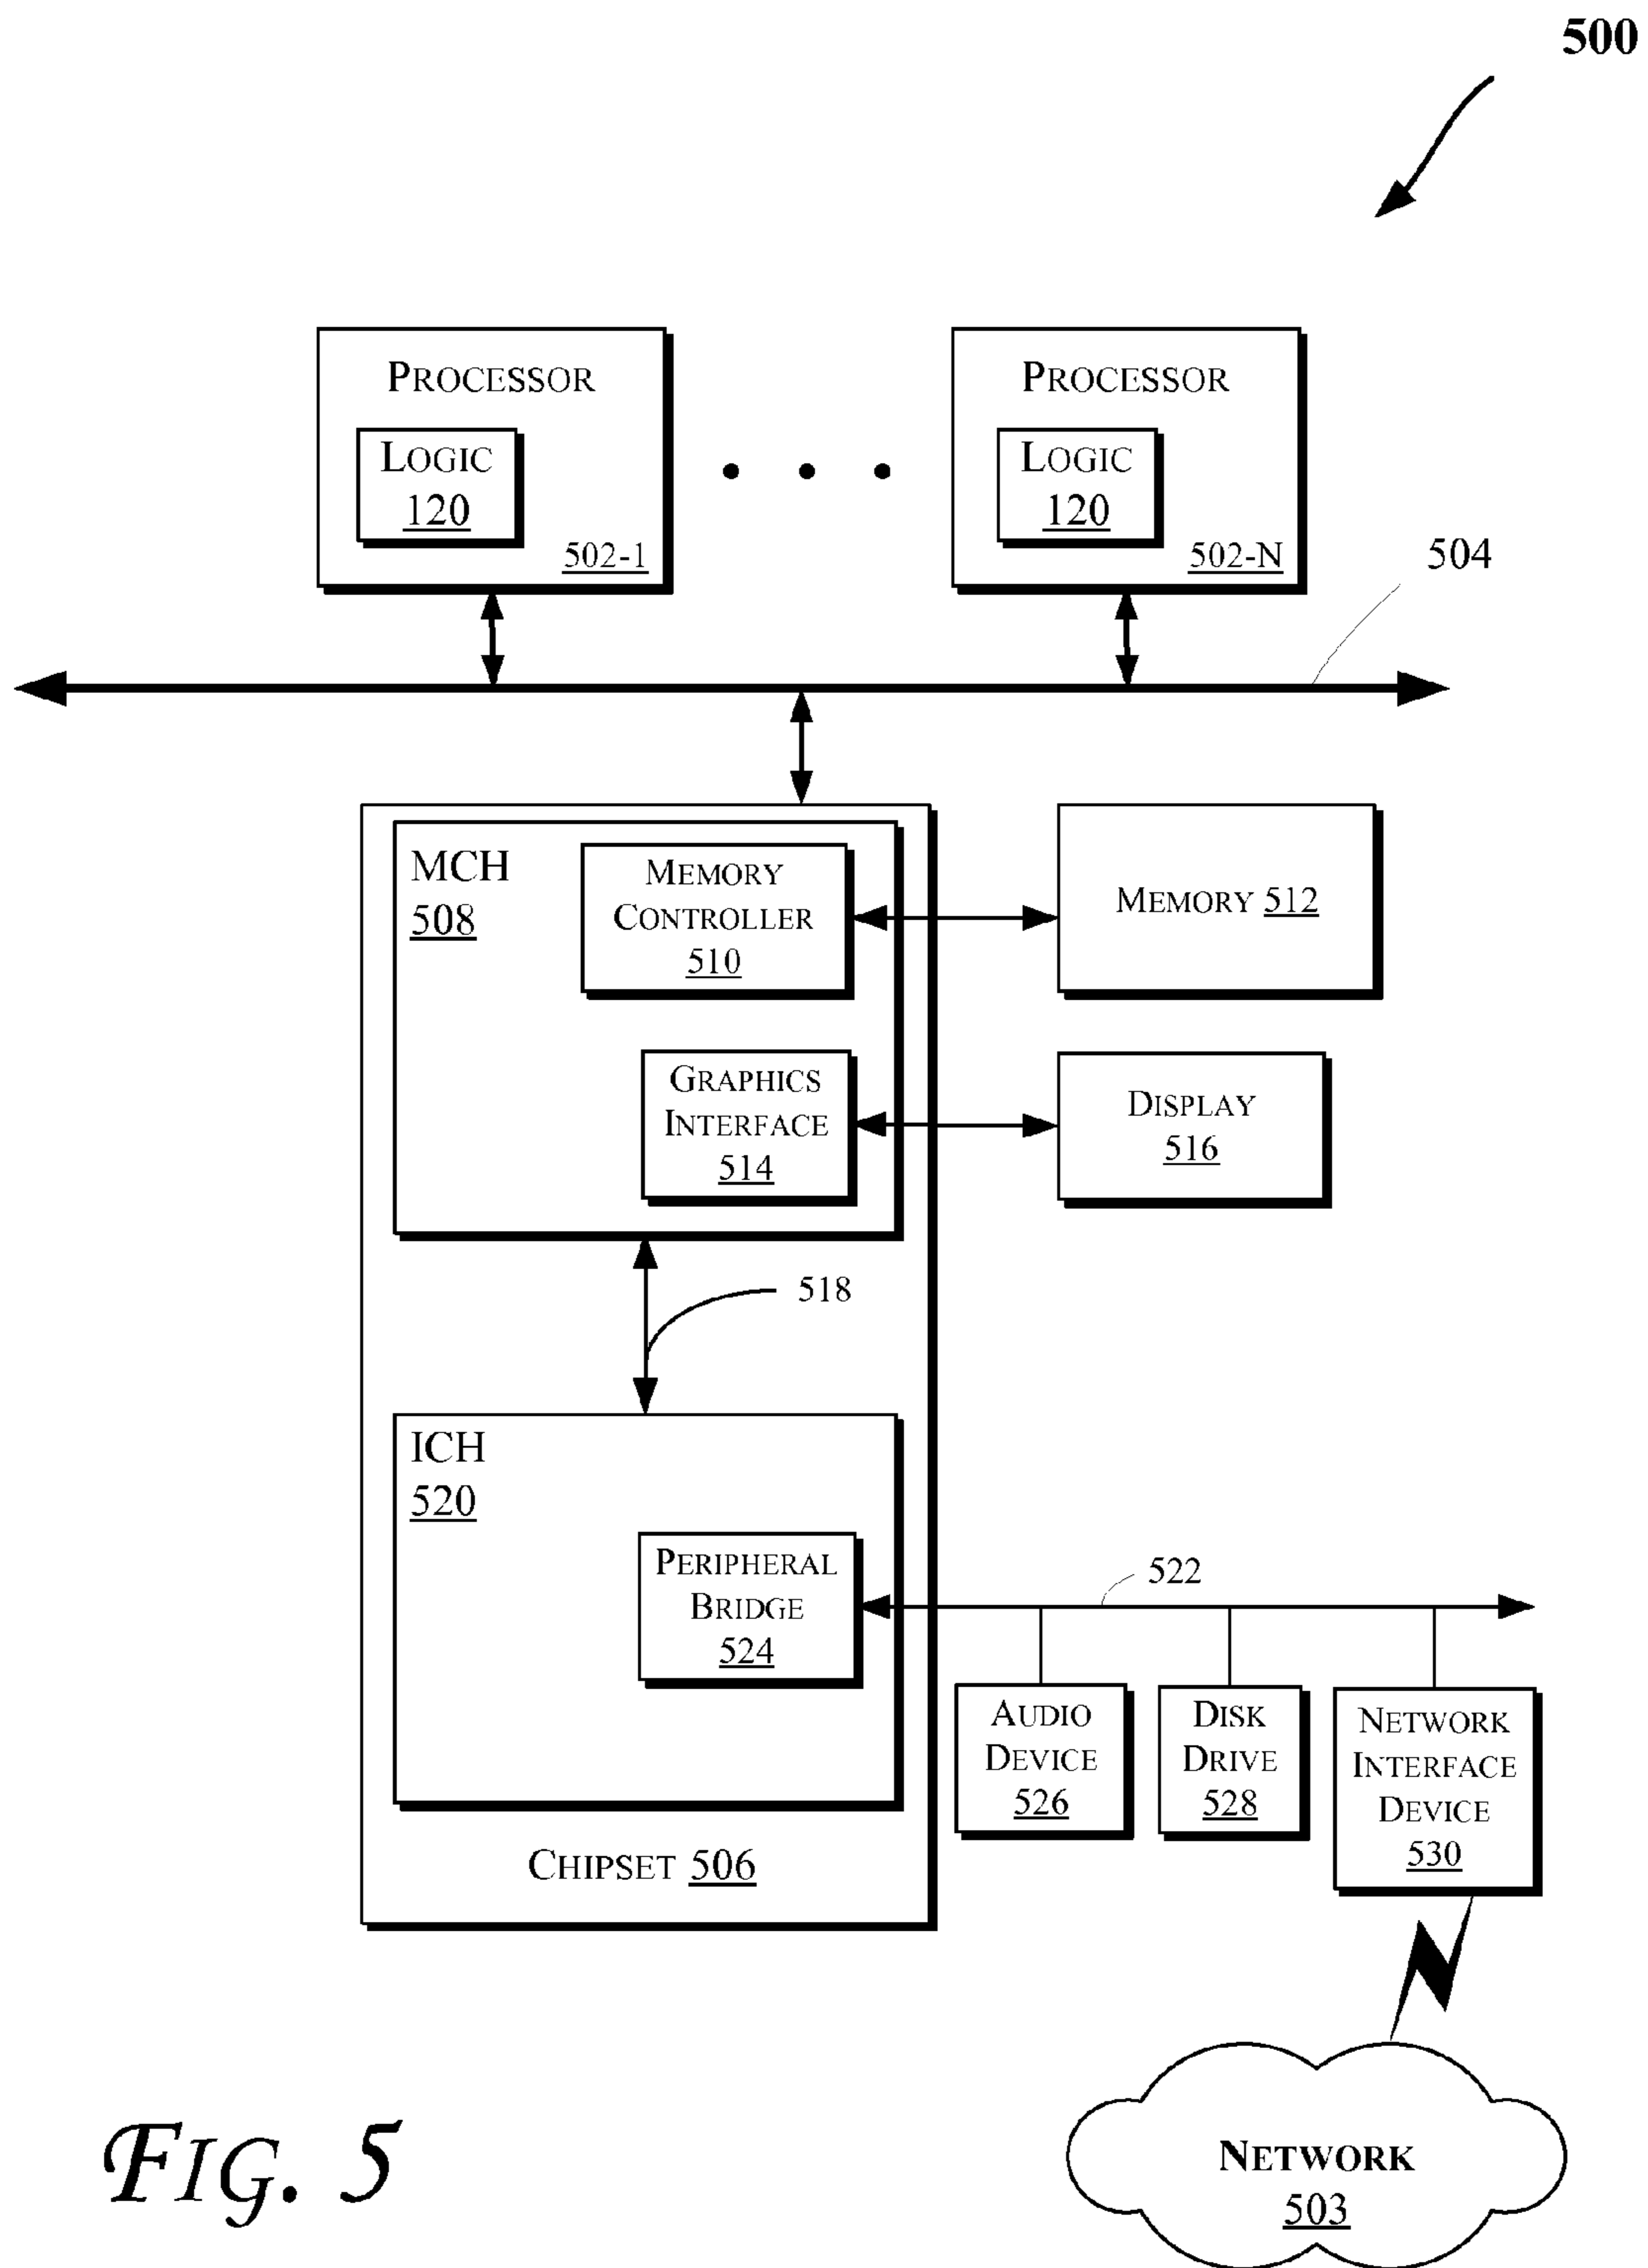 500
PROCESSOR
LOGIC
120
502-1
PROCESSOR
LOGIC
120
502-N
504
MCH
508
MEMORY
CONTROLLER
510
MEMORY 512
GRAPHICS
INTERFACE
514
DISPLAY
516
518
ICH
520
PERIPHERAL
BRIDGE
524
522
AUDIO
DEVICE
526
DISK
DRIVE
528
NETWORK
INTERFACE
DEVICE
530
CHIPSET 506
NETWORK
503
FIG. 5